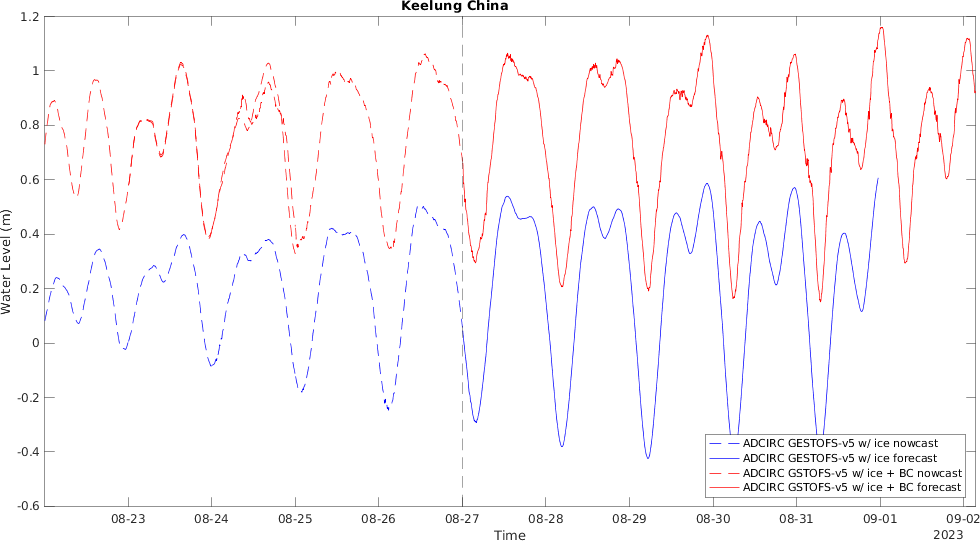 Keelung China
1.2
1
0.8
0.6
0.4
0.2
0
-0.2
-0.4
-0.6
Water Level (m)
ADCIRC GESTOFS-v5 w/ ice nowcast
ADCIRC GESTOFS-v5 w/ ice forecast
ADCIRC GSTOFS-v5 w/ ice + BC nowcast
ADCIRC GSTOFS-v5 w/ ice + BC forecast
08-23 08-24 08-25 08-26 08-27 08-28 08-29 08-30 08-31 09-01 09-02
Time
2023